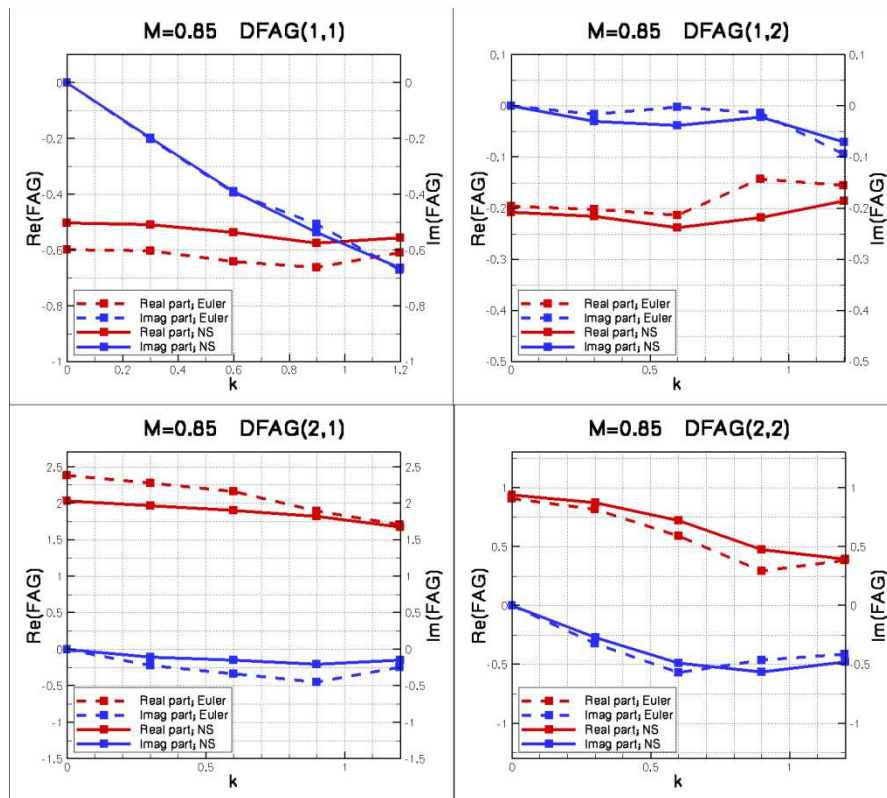 M=0.85 DFAG(1,1)
Re(FAG)
Im(FAG)
0
-0.2
-0.4
-0.6
-0.8
-1
0
-0.2
-0.4
-0.6
-0.8
-1
Real part; Euler
Imag part; Euler
Real part; NS
Imag part; NS
0 0.2 0.4 0.6 0.8 1 1.2
k
M=0.85 DFAG(1,2)
Re(FAG)
Im(FAG)
0.1
0
-0.1
-0.2
-0.3
-0.4
-0.5
0.1
0
-0.1
-0.2
-0.3
-0.4
-0.5
Real part; Euler
Imag part; Euler
Real part; NS
Imag part; NS
0 1
k
M=0.85 DFAG(2,1)
Re(FAG)
Im(FAG)
2.5
2
1.5
1
0.5
0
-0.5
-1
-1.5
2.5
2
1.5
1
0.5
0
-0.5
-1
-1.5
Real part; Euler
Imag part; Euler
Real part; NS
Imag part; NS
0 0.5 1
k
M=0.85 DFAG(2,2)
Re(FAG)
Im(FAG)
1
0.5
0
-0.5
-1
1
0.5
0
-0.5
-1
Real part; Euler
Imag part; Euler
Real part; NS
Imag part; NS
0 0.5 1
k